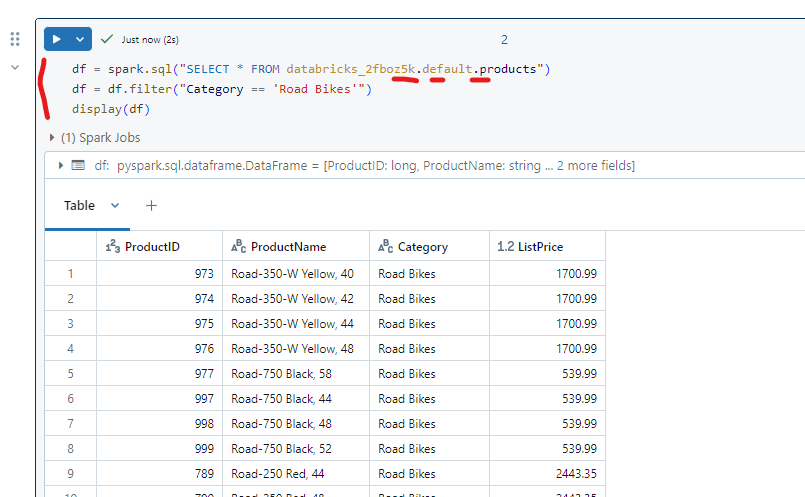 Just now (2s)
2
df = spark.sql("SELECT * FROM databricks_2fboz5k.default.products")
df = df.filter("Category == 'Road Bikes'")
display(df)
(1) Spark Jobs
df: pyspark.sql.dataframe.DataFrame = [ProductID: long, ProductName: string ... 2 more fields]
Table
123 ProductID ABC ProductName ABC Category 1.2 ListPrice
1 973 Road-350-W Yellow, 40 Road Bikes 1700.99
2 974 Road-350-W Yellow, 42 Road Bikes 1700.99
3 975 Road-350-W Yellow, 44 Road Bikes 1700.99
4 976 Road-350-W Yellow, 48 Road Bikes 1700.99
5 977 Road-750 Black, 58 Road Bikes 539.99
6 997 Road-750 Black, 44 Road Bikes 539.99
7 998 Road-750 Black, 48 Road Bikes 539.99
8 999 Road-750 Black, 52 Road Bikes 539.99
9 789 Road-250 Red, 44 Road Bikes 2443.35